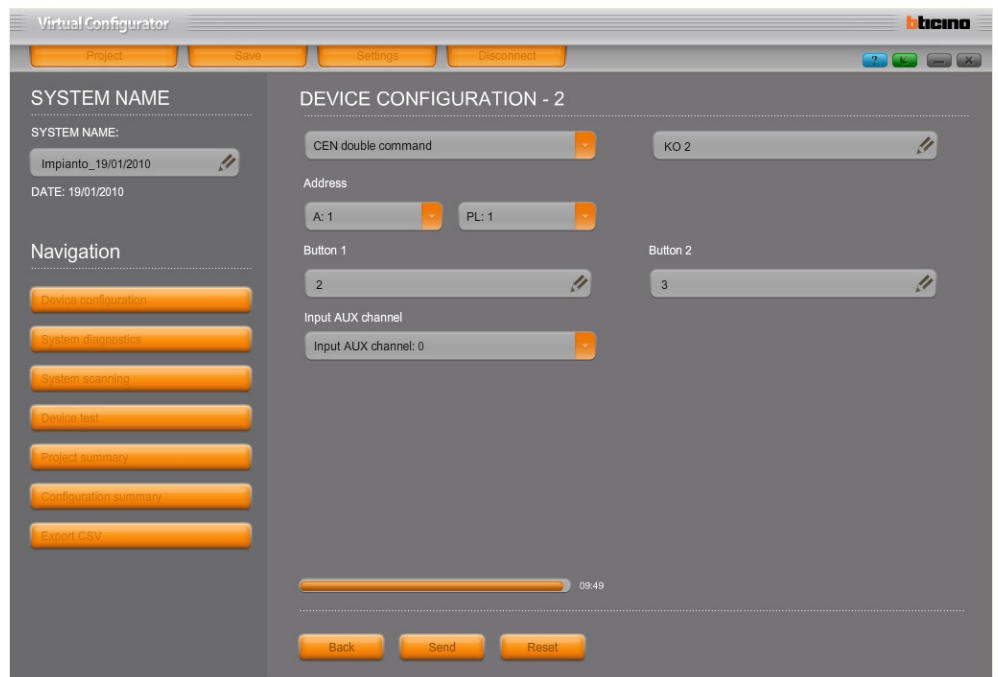 Virtual Configurator
bticino
Project
Save
Settings
Disconnect
?
SYSTEM NAME
SYSTEM NAME:
Impianto_19/01/2010
DATE: 19/01/2010
Navigation
Device configuration
System diagnostics
System scanning
Device test
Project summary
Configuration summary
Export CSV
DEVICE CONFIGURATION - 2
CEN double command
KO 2
Address
A: 1
PL: 1
Button 1
Button 2
2
3
Input AUX channel
Input AUX channel: 0
09:49
Back
Send
Reset